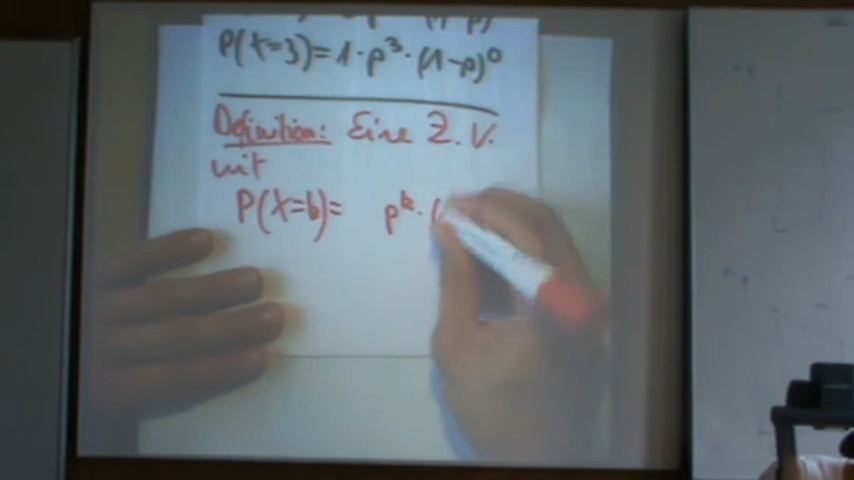 P(X=3)=1·p³·(1-p)⁰
Definition: Eine Z.V.
mit
P(X=k)= pᵏ·(